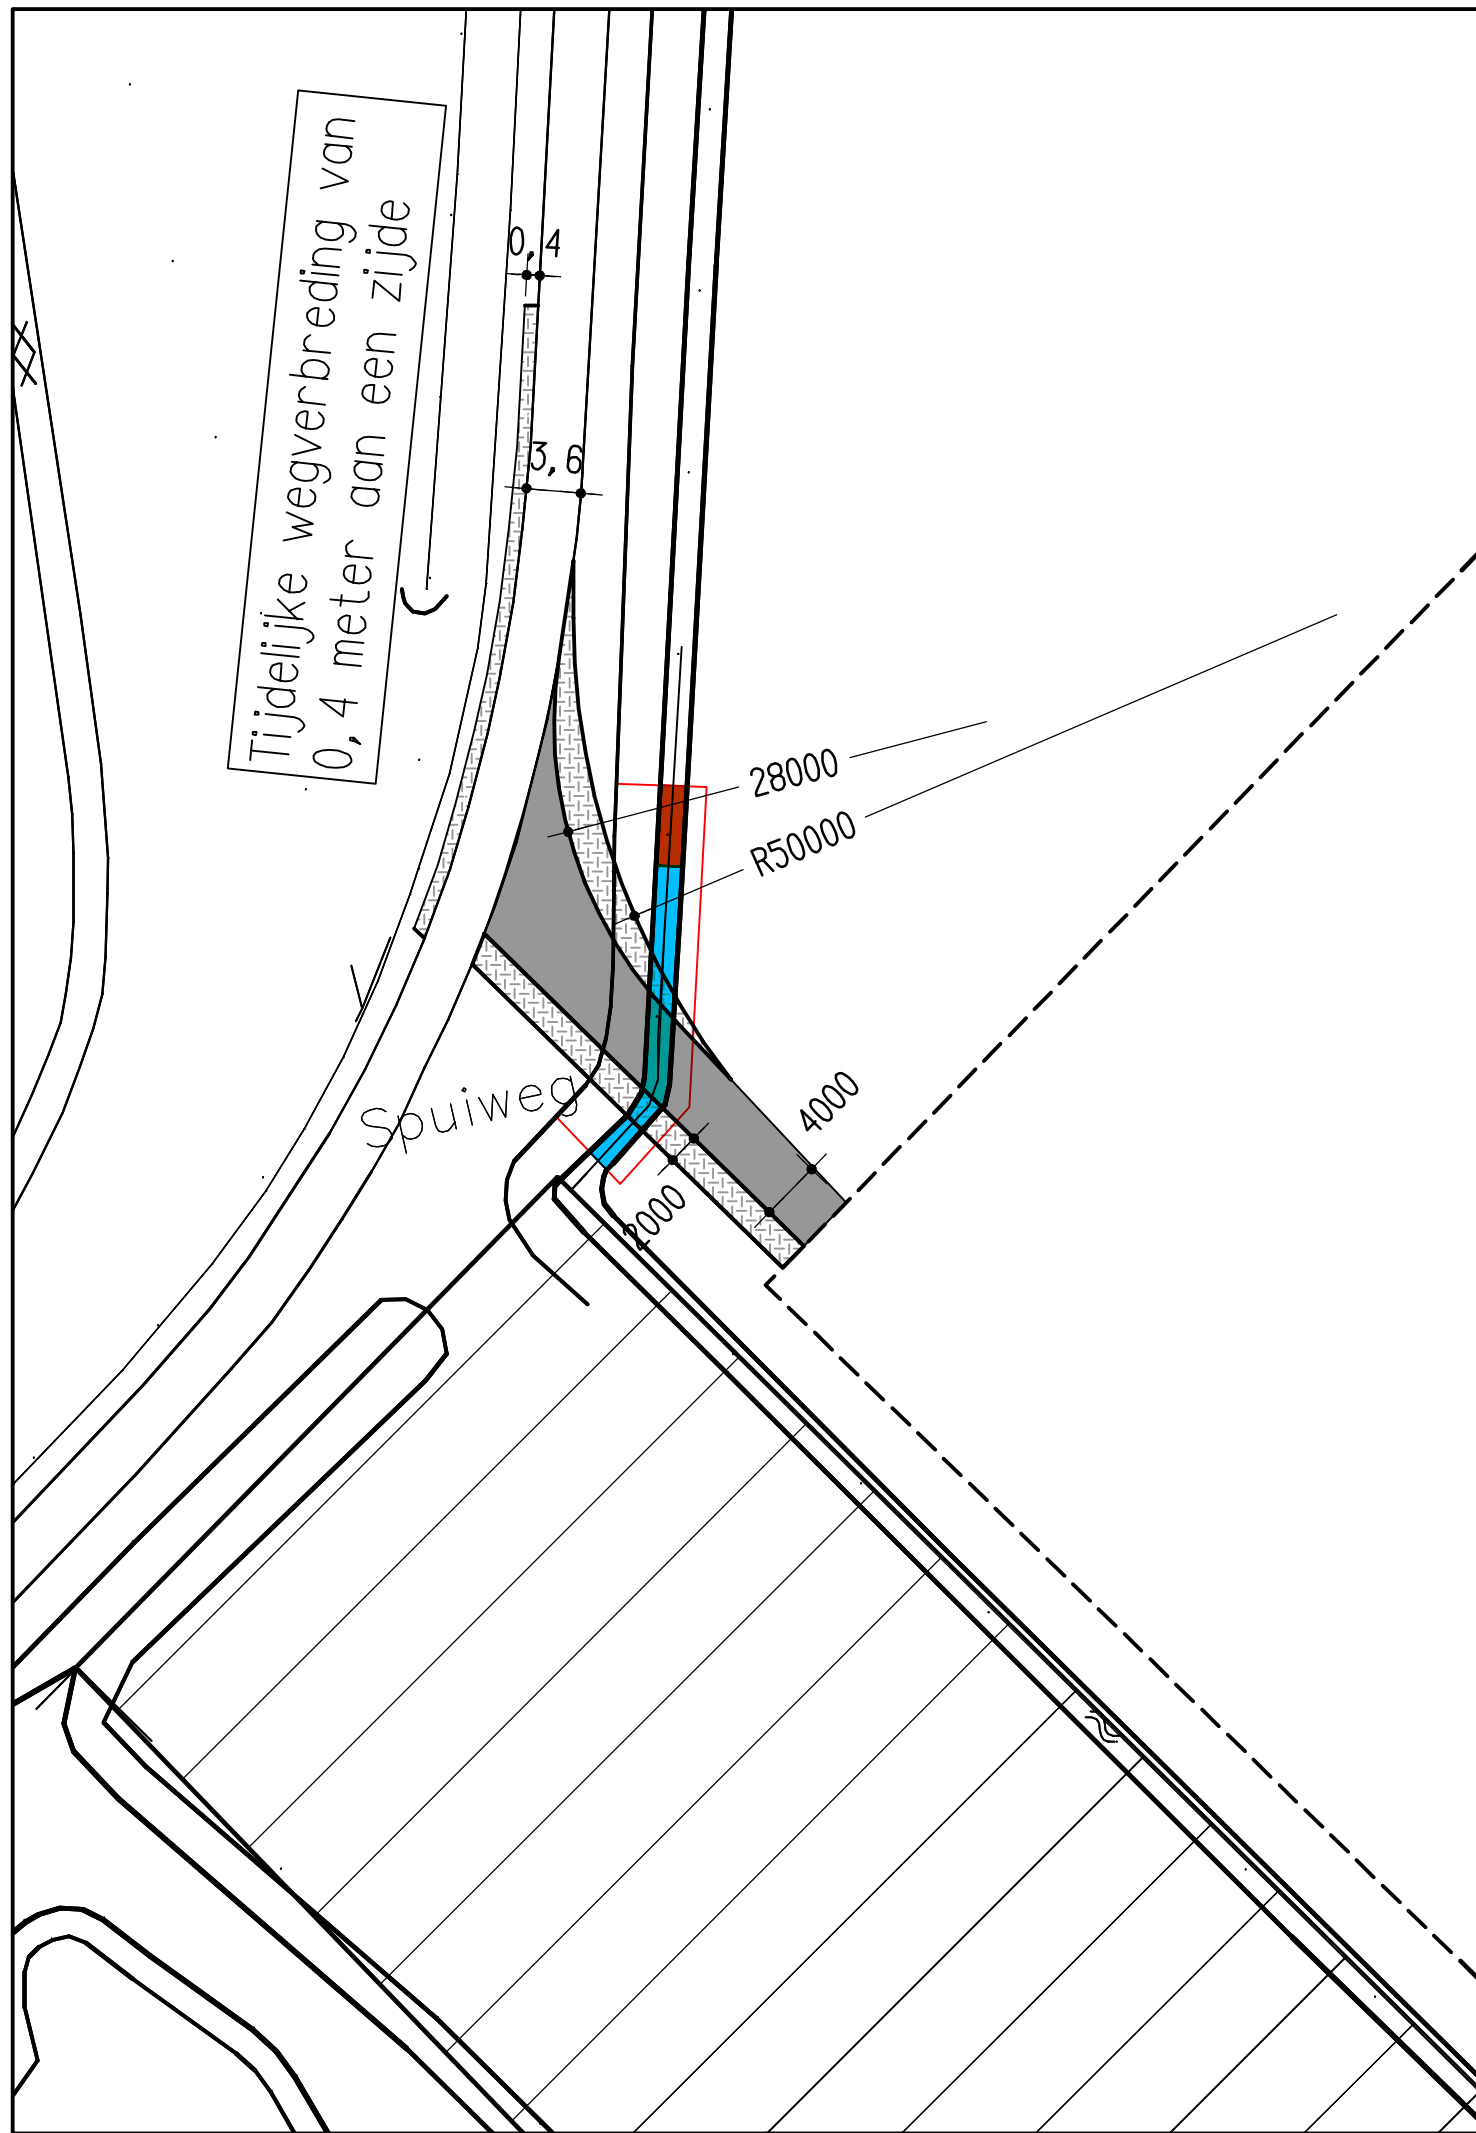 Tijdelijke wegverbreding van
0,4 meter aan een zijde
0,4
3,6
28000
R50000
Spuiweg
4000
2000